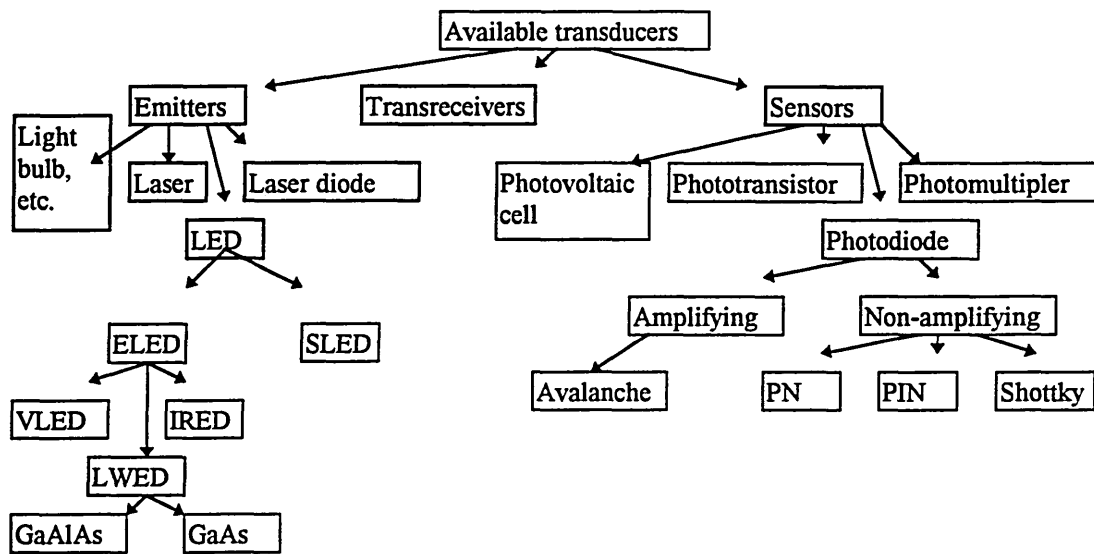 Available transducers
Emitters
Transreceivers
Sensors
Light
bulb,
etc.
Laser
Laser diode
Photovoltaic
cell
Phototransistor
Photomultipler
LED
Photodiode
Amplifying
Non-amplifying
ELED
SLED
Avalanche
PN
PIN
Shottky
VLED
IRED
LWED
GaAlAs
GaAs